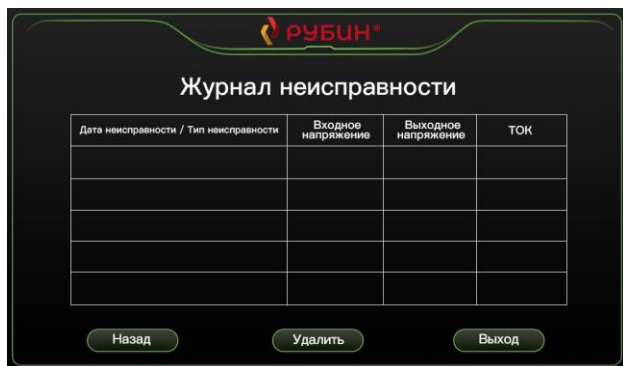 РУБИН®
Журнал неисправности
Дата неисправности / Тип неисправности
Входное
напряжение
Выходное
напряжение
ТОК
Назад
Удалить
Выход